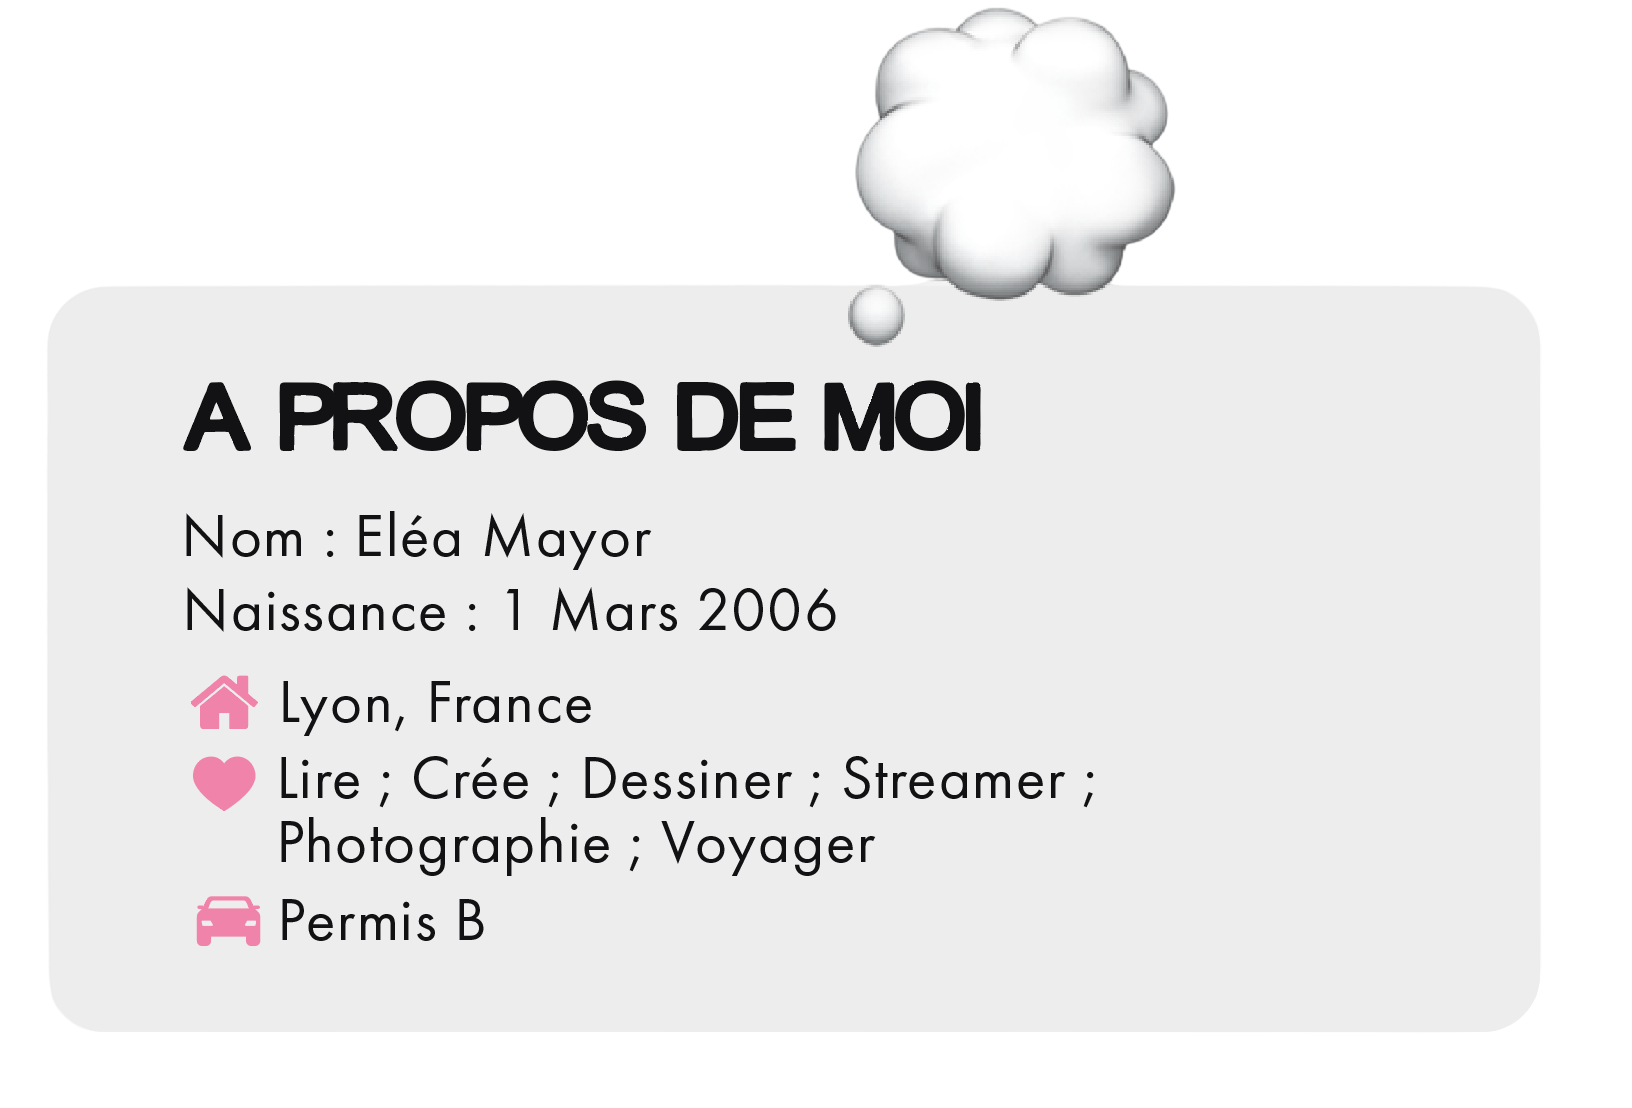 A PROPOS DE MOI
Nom : Eléa Mayor
Naissance : 1 Mars 2006
Lyon, France
Lire ; Crée ; Dessiner ; Streamer ;
Photographie ; Voyager
Permis B